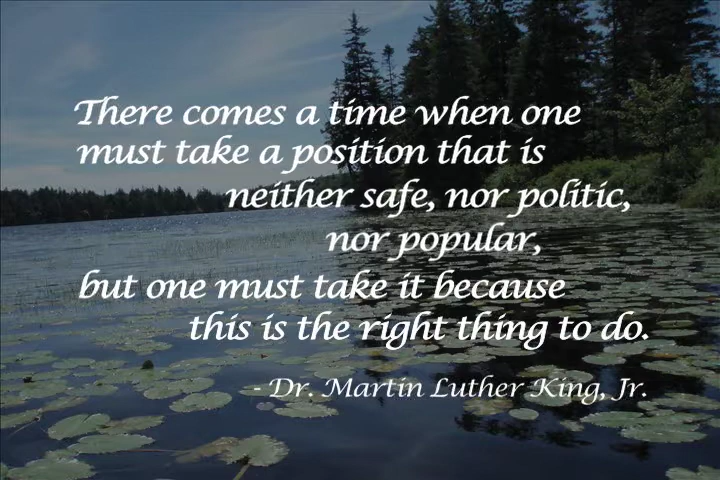 There comes a time when one
must take a position that is
neither safe, nor politic,
nor popular,
but one must take it because
this is the right thing to do.
- Dr. Martin Luther King, Jr.